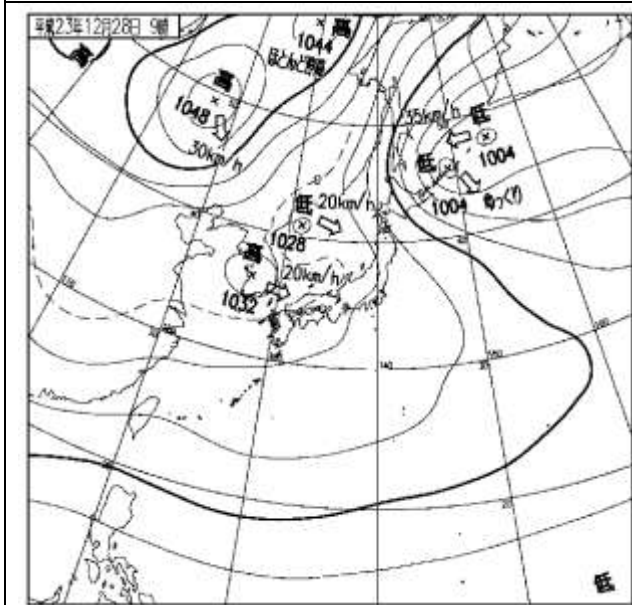 平成23年12月28日 9時
高
高
1044
ほとんど停滞
高
1048
30km/h
35km/h
低
1004
低
1004
ゆっくり
低
20km/h
1028
高
20km/h
1032
140
低